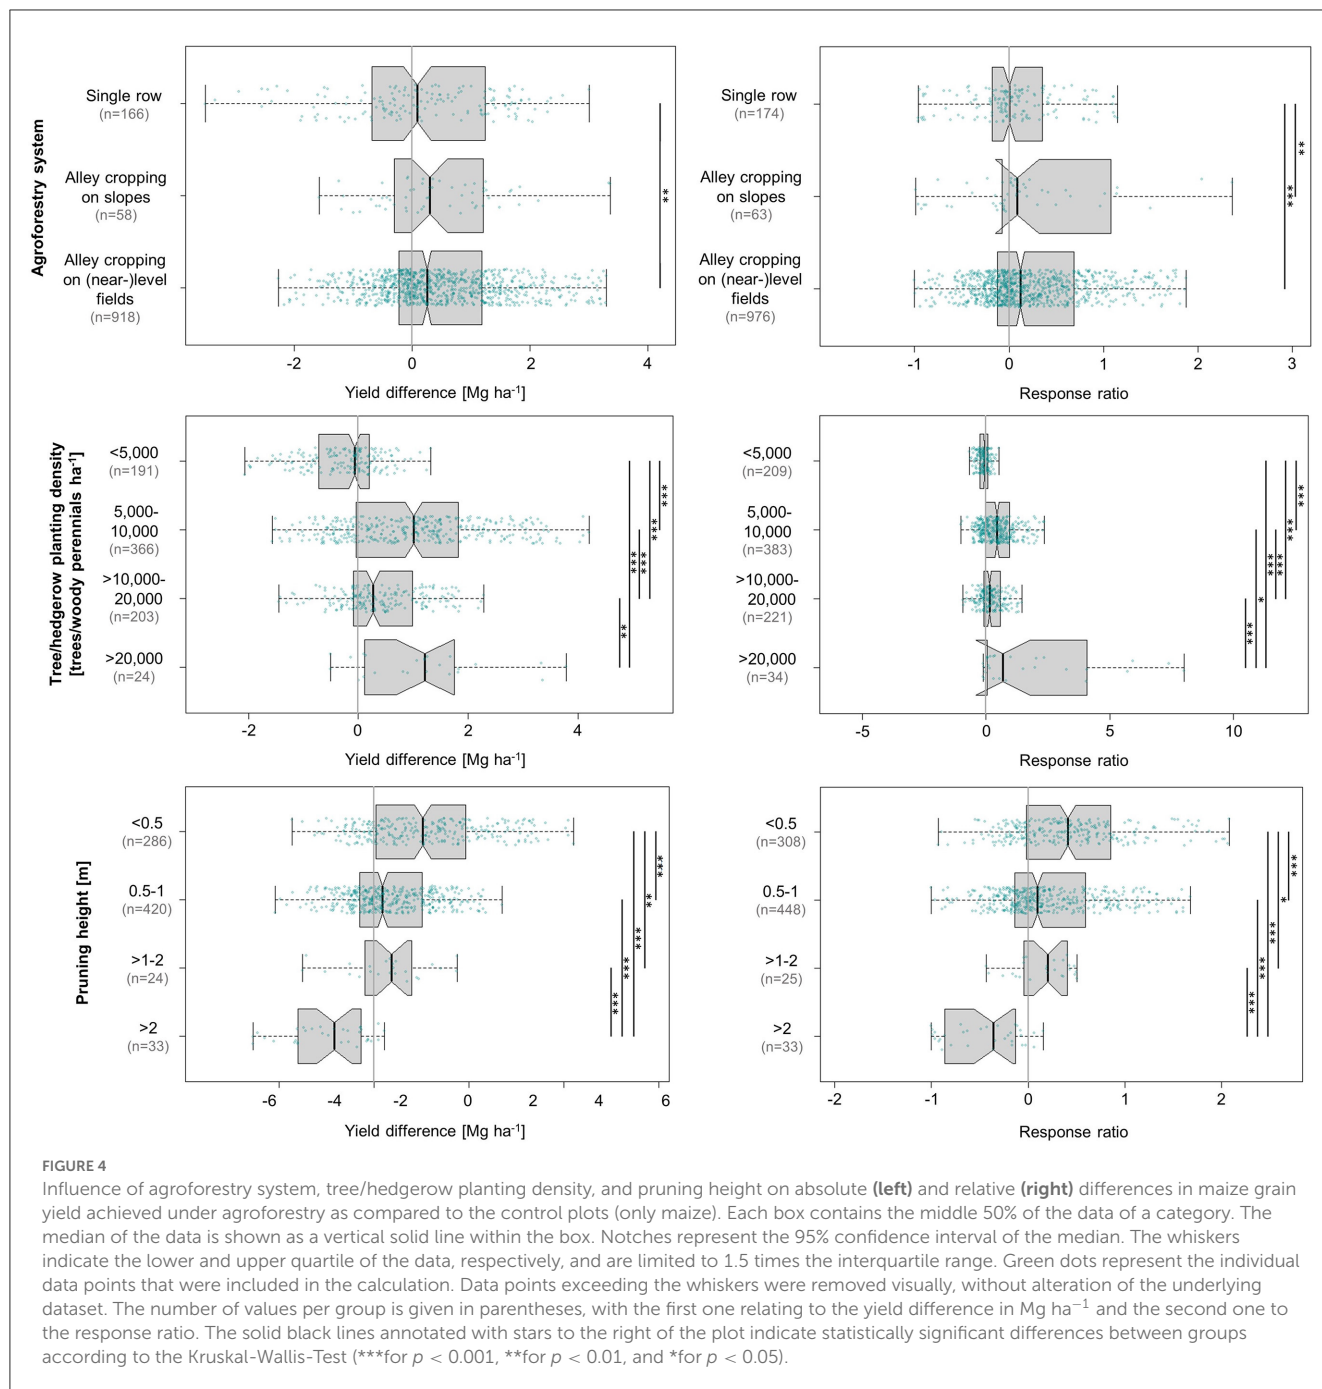 Agroforestry system
Single row
(n=166)
Alley cropping
on slopes
(n=58)
Alley cropping
on (near-)level
fields
(n=918)
**
-2 0 2 4
Yield difference [Mg ha-1]
Single row
(n=174)
Alley cropping
on slopes
(n=63)
Alley cropping
on (near-)level
fields
(n=976)
***
**
-1 0 1 2 3
Response ratio
Tree/hedgerow planting density
[trees/woody perennials ha-1]
<5,000
(n=191)
5,000-
10,000
(n=366)
>10,000-
20,000
(n=203)
>20,000
(n=24)
**
***
***
***
***
-2 0 2 4
Yield difference [Mg ha-1]
<5,000
(n=209)
5,000-
10,000
(n=383)
>10,000-
20,000
(n=221)
>20,000
(n=34)
***
*
***
***
***
***
-5 0 5 10
Response ratio
Pruning height [m]
<0.5
(n=286)
0.5-1
(n=420)
>1-2
(n=24)
>2
(n=33)
***
***
***
**
***
-6 -4 -2 0 2 4 6
Yield difference [Mg ha-1]
<0.5
(n=308)
0.5-1
(n=448)
>1-2
(n=25)
>2
(n=33)
***
***
***
*
***
-2 -1 0 1 2
Response ratio
FIGURE 4
Influence of agroforestry system, tree/hedgerow planting density, and pruning height on absolute (left) and relative (right) differences in maize grain
yield achieved under agroforestry as compared to the control plots (only maize). Each box contains the middle 50% of the data of a category. The
median of the data is shown as a vertical solid line within the box. Notches represent the 95% confidence interval of the median. The whiskers
indicate the lower and upper quartile of the data, respectively, and are limited to 1.5 times the interquartile range. Green dots represent the individual
data points that were included in the calculation. Data points exceeding the whiskers were removed visually, without alteration of the underlying
dataset. The number of values per group is given in parentheses, with the first one relating to the yield difference in Mg ha−1 and the second one to
the response ratio. The solid black lines annotated with stars to the right of the plot indicate statistically significant differences between groups
according to the Kruskal-Wallis-Test (***for p < 0.001, **for p < 0.01, and *for p < 0.05).